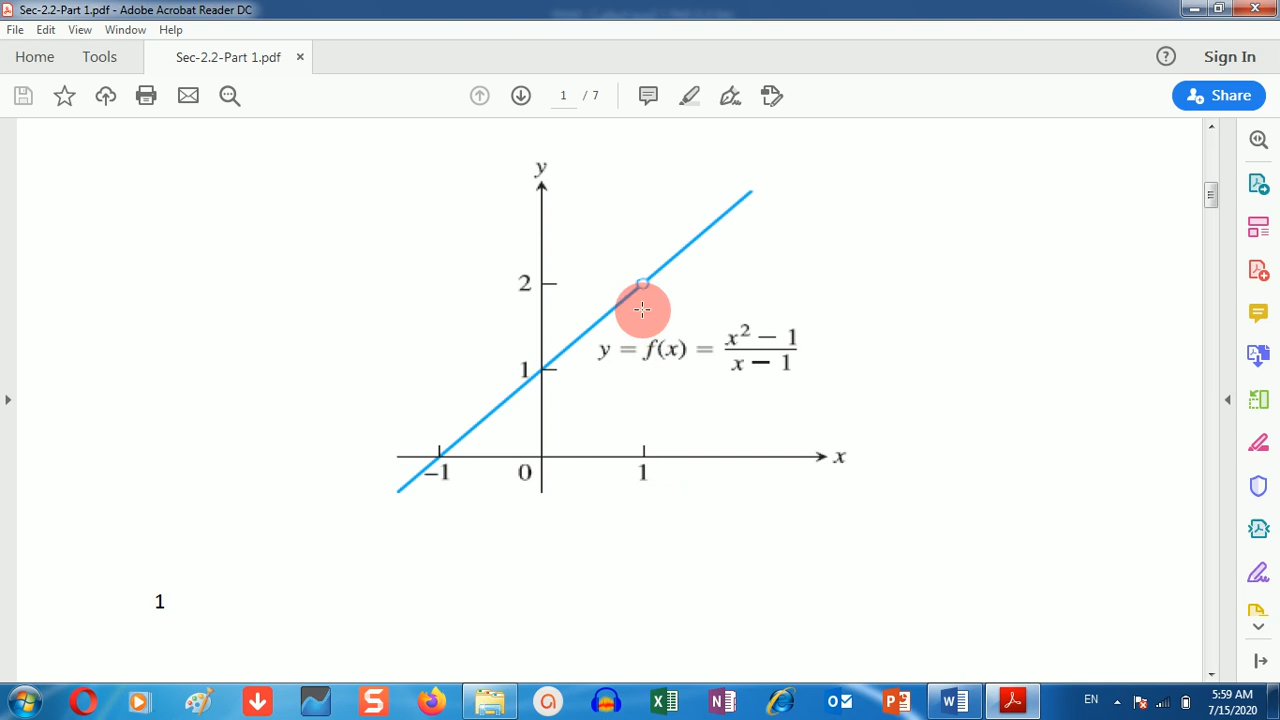 Sec-2.2-Part 1.pdf - Adobe Acrobat Reader DC
File Edit View Window Help
Home Tools Sec-2.2-Part 1.pdf × ? Sign In
1 / 7 Share
y
2
y = f(x) = x² − 1 / x − 1
1
−1 0 1 x
1
EN 5:59 AM
7/15/2020